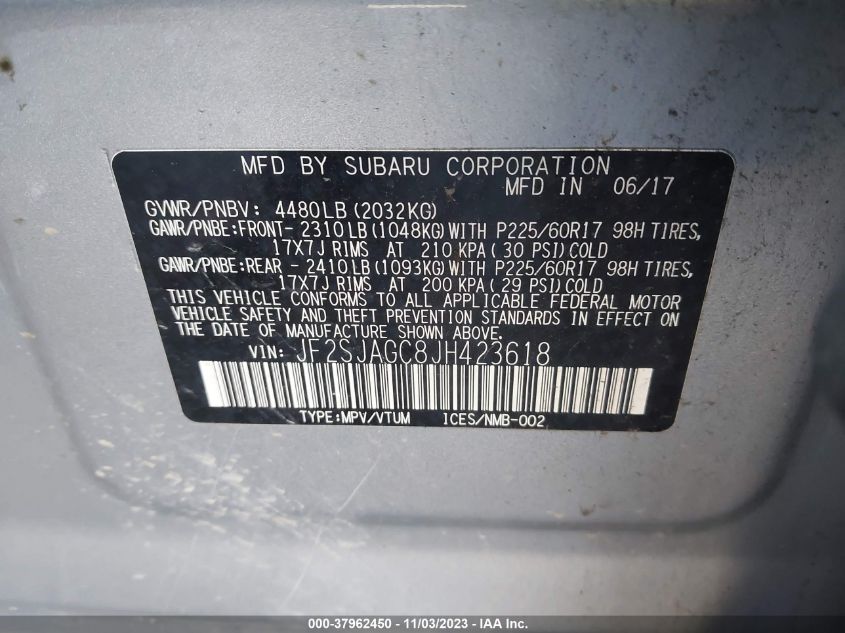 MFD BY SUBARU CORPORATION
MFD IN 06/17
GVWR/PNBV: 4480LB(2032KG)
GAWR/PNBE:FRONT- 2310LB(1048KG)WITH P225/60R17 98H TIRES,
17X7J RIMS AT 210 KPA( 30 PSI)COLD
GAWR/PNBE:REAR - 2410LB(1093KG)WITH P225/60R17 98H TIRES,
17X7J RIMS AT 200 KPA( 29 PSI)COLD
THIS VEHICLE CONFORMS TO ALL APPLICABLE FEDERAL MOTOR
VEHICLE SAFETY AND THEFT PREVENTION STANDARDS IN EFFECT ON
THE DATE OF MANUFACTURE SHOWN ABOVE.
VIN: JF2SJAGC8JH423618
TYPE:MPV/VTUM ICES/NMB-002
000-37962450 - 11/03/2023 - IAA Inc.